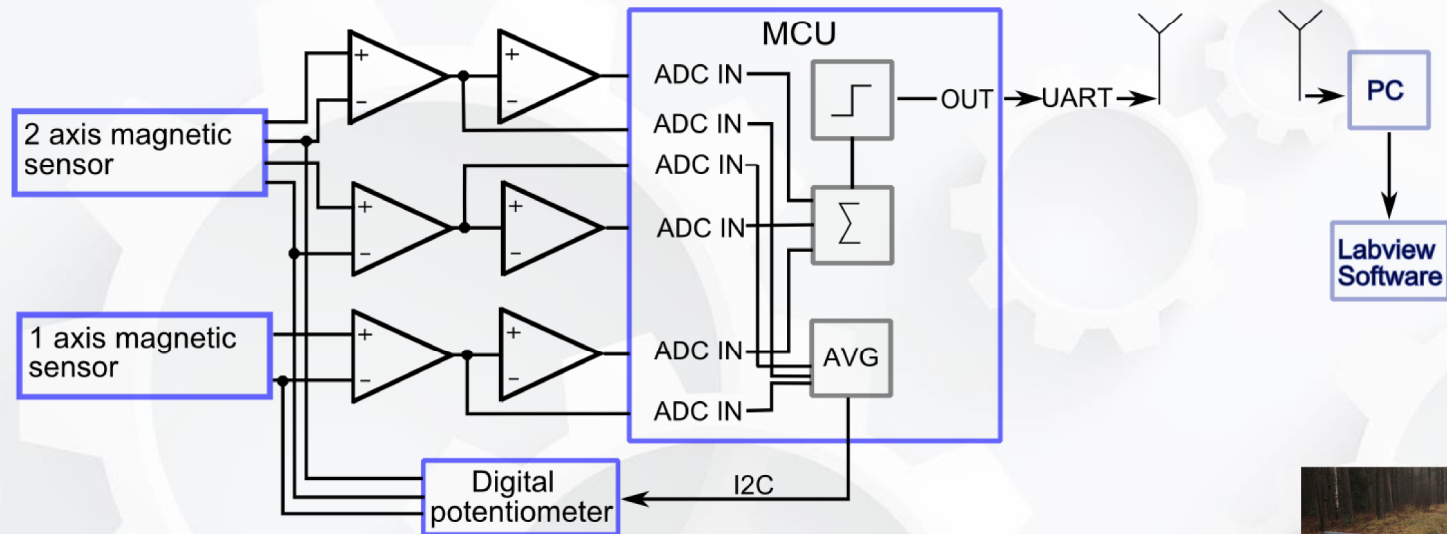 MCU
2 axis magnetic
sensor
+
−
+
−
+
−
+
−
1 axis magnetic
sensor
+
−
+
−
ADC IN
ADC IN
ADC IN
ADC IN
ADC IN
ADC IN
∑
AVG
OUT
UART
PC
Labview
Software
I2C
Digital
potentiometer